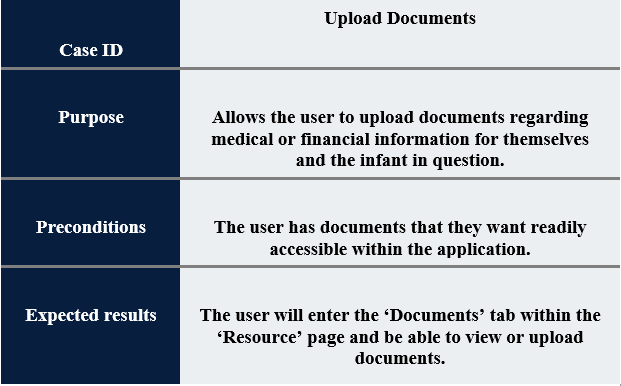 Upload Documents
Case ID
Purpose
Allows the user to upload documents regarding
medical or financial information for themselves
and the infant in question.
Preconditions
The user has documents that they want readily
accessible within the application.
Expected results
The user will enter the ‘Documents’ tab within the
‘Resource’ page and be able to view or upload
documents.